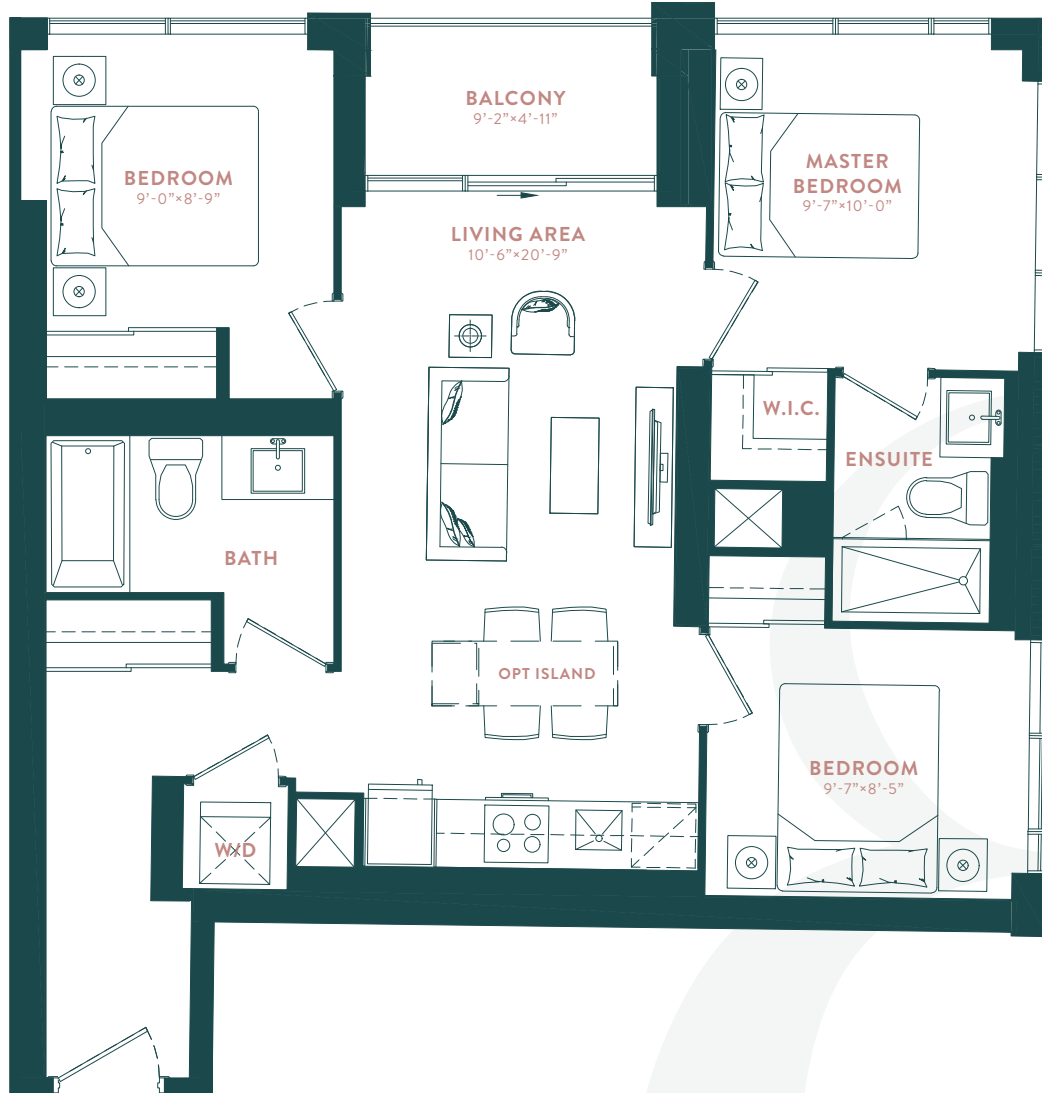 BALCONY
9’-2”×4’-11”
BEDROOM
9’-0”×8’-9”
MASTER
BEDROOM
9’-7”×10’-0”
LIVING AREA
10’-6”×20’-9”
W.I.C.
ENSUITE
BATH
OPT ISLAND
BEDROOM
9’-7”×8’-5”
W/D